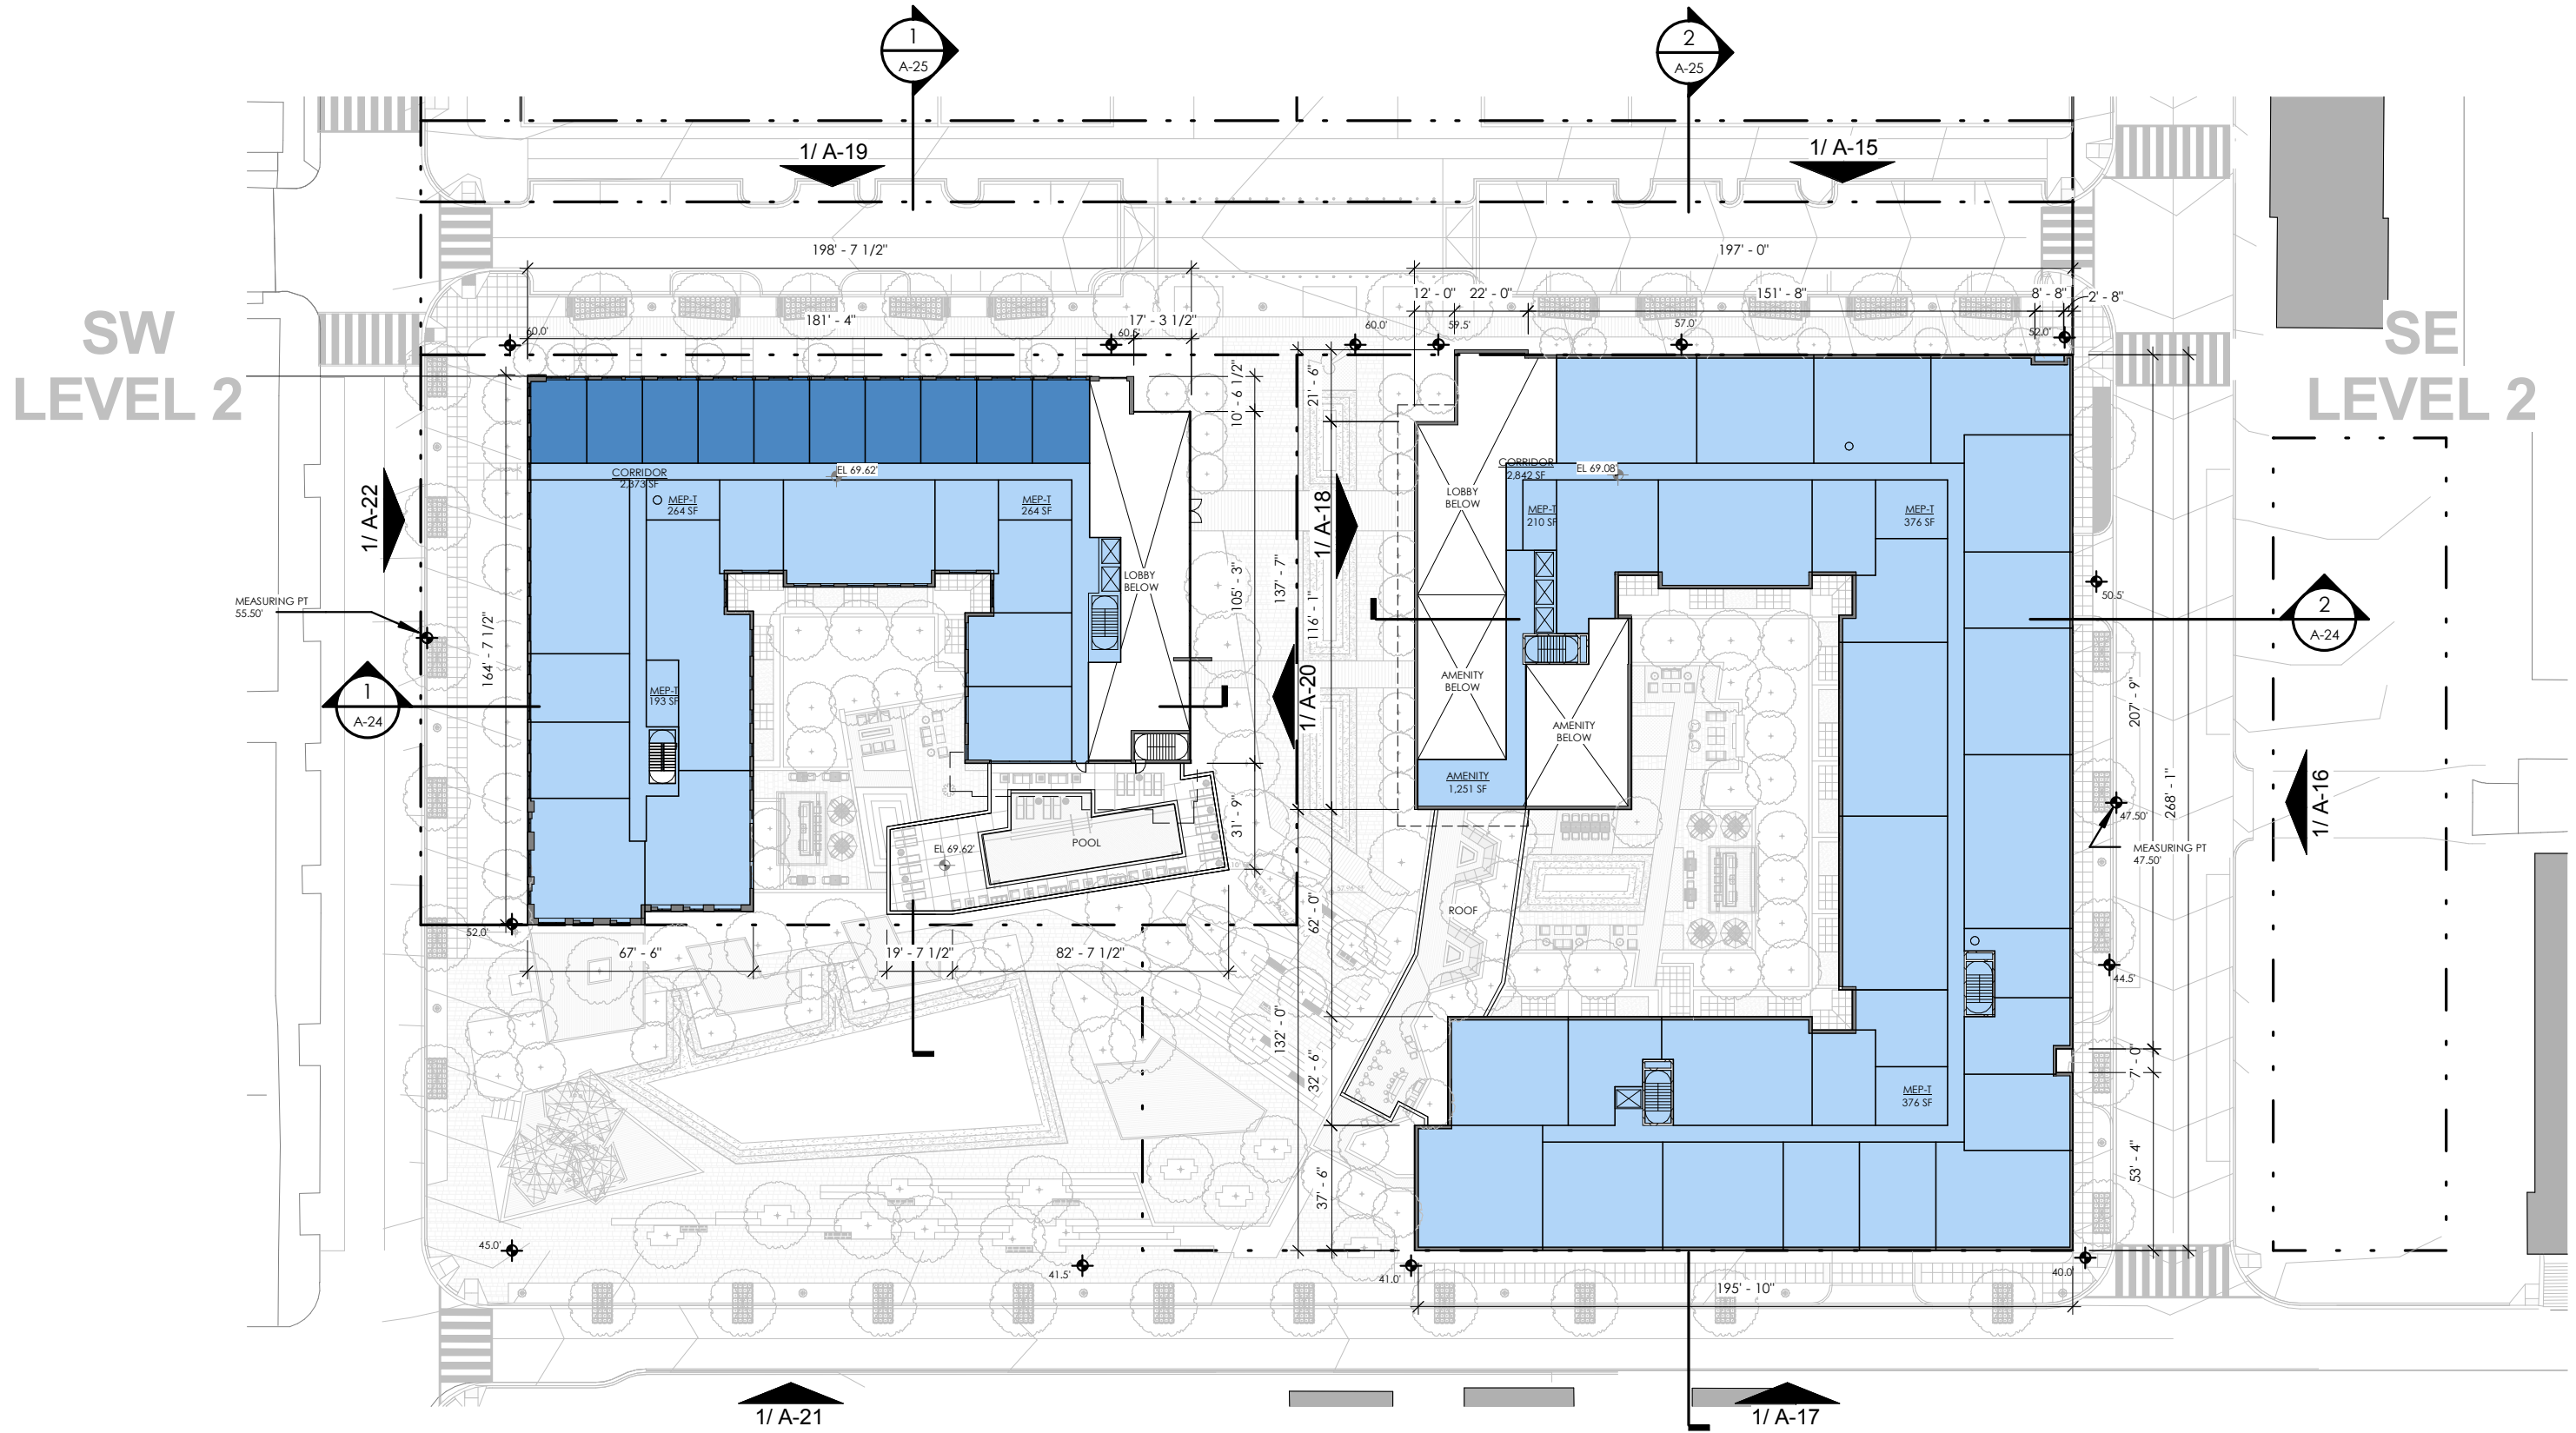 1
A-25
2
A-25
1/ A-19
1/ A-15
198' - 7 1/2"
197' - 0"
12' - 0"
22' - 0"
151' - 8"
8' - 8"
2' - 8"
181' - 4"
17' - 3 1/2"
60.0'
60.5'
60.0'
59.5'
57.0'
52.0'
SW
LEVEL 2
SE
LEVEL 2
10' - 6 1/2"
21' - 6"
CORRIDOR
2,373 SF
EL 69.62'
MEP-T
264 SF
MEP-T
264 SF
CORRIDOR
2,842 SF
EL 69.08'
LOBBY
BELOW
MEP-T
210 SF
MEP-T
376 SF
1/ A-22
1/ A-18
LOBBY
BELOW
105' - 3"
137' - 7"
116' - 1"
MEASURING PT
55.50'
164' - 7 1/2"
50.5'
2
A-24
1
A-24
MEP-T
193 SF
1/ A-20
AMENITY
BELOW
AMENITY
BELOW
207' - 9"
268' - 1"
AMENITY
1,251 SF
1/ A-16
47.50'
MEASURING PT
47.50'
31' - 9"
POOL
EL 69.62'
ROOF
62' - 0"
52.0'
67' - 6"
19' - 7 1/2"
82' - 7 1/2"
44.5'
132' - 0"
32' - 6"
7' - 0"
MEP-T
376 SF
37' - 6"
53' - 4"
45.0'
41.5'
41.0'
40.0'
195' - 10"
1/ A-21
1/ A-17